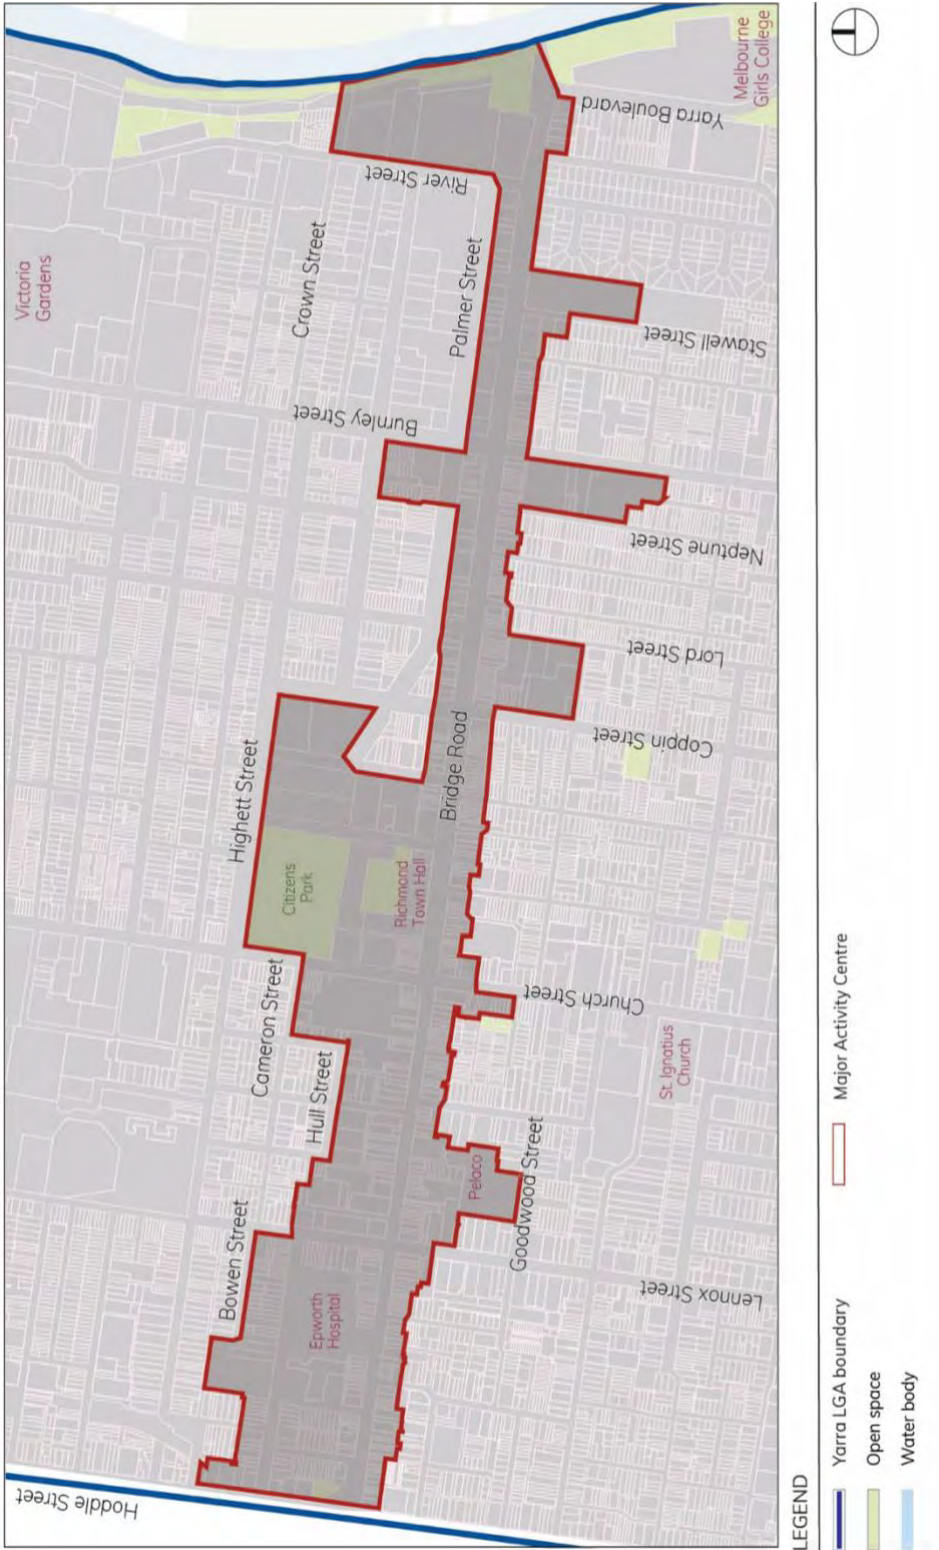 Hoddle Street
Victoria
Gardens
Crown Street
River Street
Burnley Street
Palmer Street
Melbourne
Girls College
Yarra Boulevard
Stawell Street
Neptune Street
Lord Street
Coppin Street
Highett Street
Bridge Road
Citizens
Park
Richmond
Town Hall
Cameron Street
Hull Street
Church Street
St. Ignatius
Church
Bowen Street
Pelaco
Goodwood Street
Epworth
Hospital
Lennox Street
LEGEND
Yarra LGA boundary
Open space
Water body
Major Activity Centre